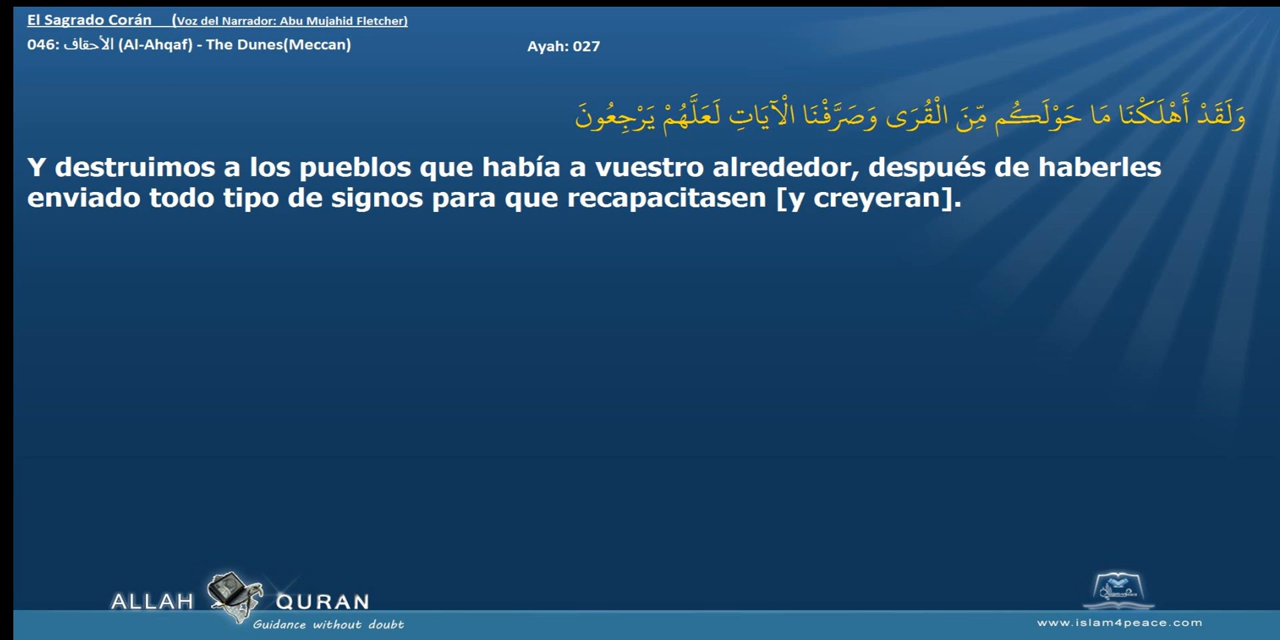 El Sagrado Corán (Voz del Narrador: Abu Mujahid Fletcher)
046: الأحقاف (Al-Ahqaf) - The Dunes(Meccan) Ayah: 027
وَلَقَدْ أَهْلَكْنَا مَا حَوْلَكُم مِّنَ الْقُرَى وَصَرَّفْنَا الْآيَاتِ لَعَلَّهُمْ يَرْجِعُونَ
Y destruimos a los pueblos que había a vuestro alrededor, después de haberles
enviado todo tipo de signos para que recapacitasen [y creyeran].
ALLAH QURAN
Guidance without doubt
www.islam4peace.com